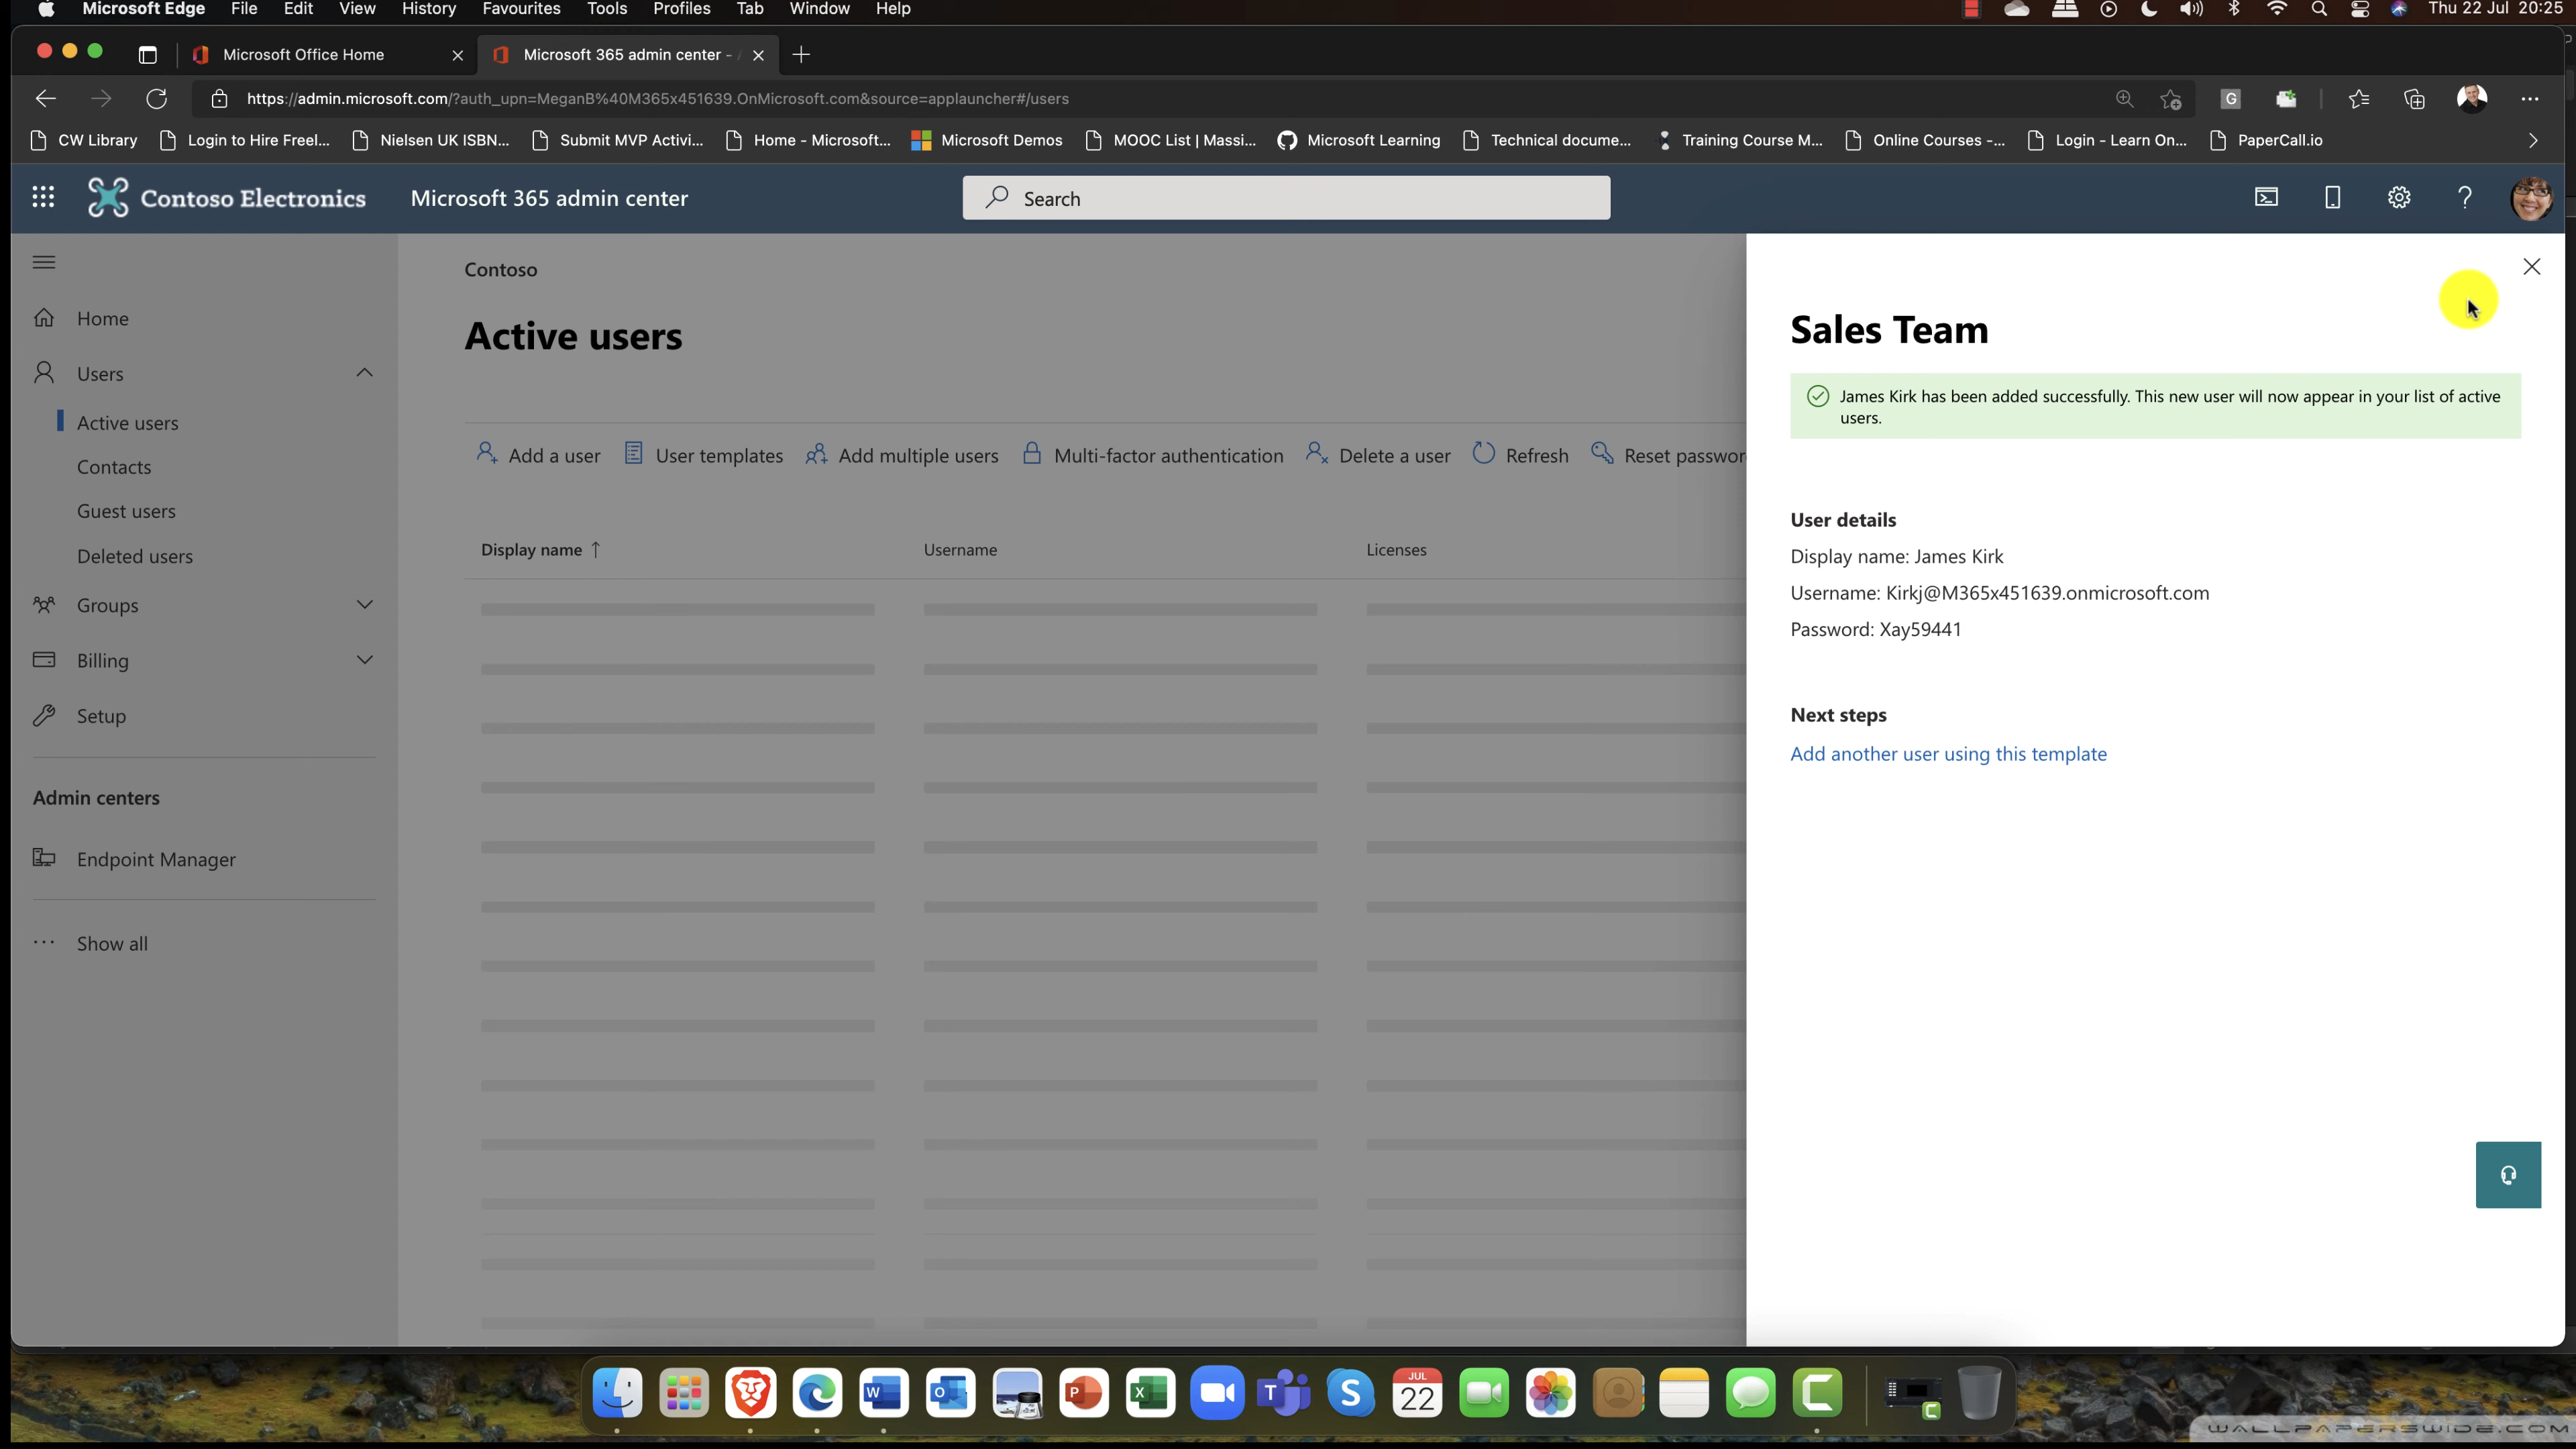 Microsoft Edge File Edit View History Favourites Tools Profiles Tab Window Help Thu 22 Jul 20:25
Microsoft Office Home Microsoft 365 admin center -
https://admin.microsoft.com/?auth_upn=MeganB%40M365x451639.OnMicrosoft.com&source=applauncher#/users G
CW Library Login to Hire Freel... Nielsen UK ISBN... Submit MVP Activi... Home - Microsoft... Microsoft Demos MOOC List | Massi... Microsoft Learning Technical docume... Training Course M... Online Courses -... Login - Learn On... PaperCall.io
Contoso Electronics Microsoft 365 admin center Search
Home
Users
Active users
Contacts
Guest users
Deleted users
Groups
Billing
Setup
Admin centers
Endpoint Manager
Show all
Contoso
Active users
Add a user User templates Add multiple users Multi-factor authentication Delete a user Refresh Reset passwor
Display name ↑ Username Licenses
Sales Team
James Kirk has been added successfully. This new user will now appear in your list of active
users.
User details
Display name: James Kirk
Username: Kirkj@M365x451639.onmicrosoft.com
Password: Xay59441
Next steps
Add another user using this template
W O P X T S JUL
22
WALLPAPERSWIDE.COM